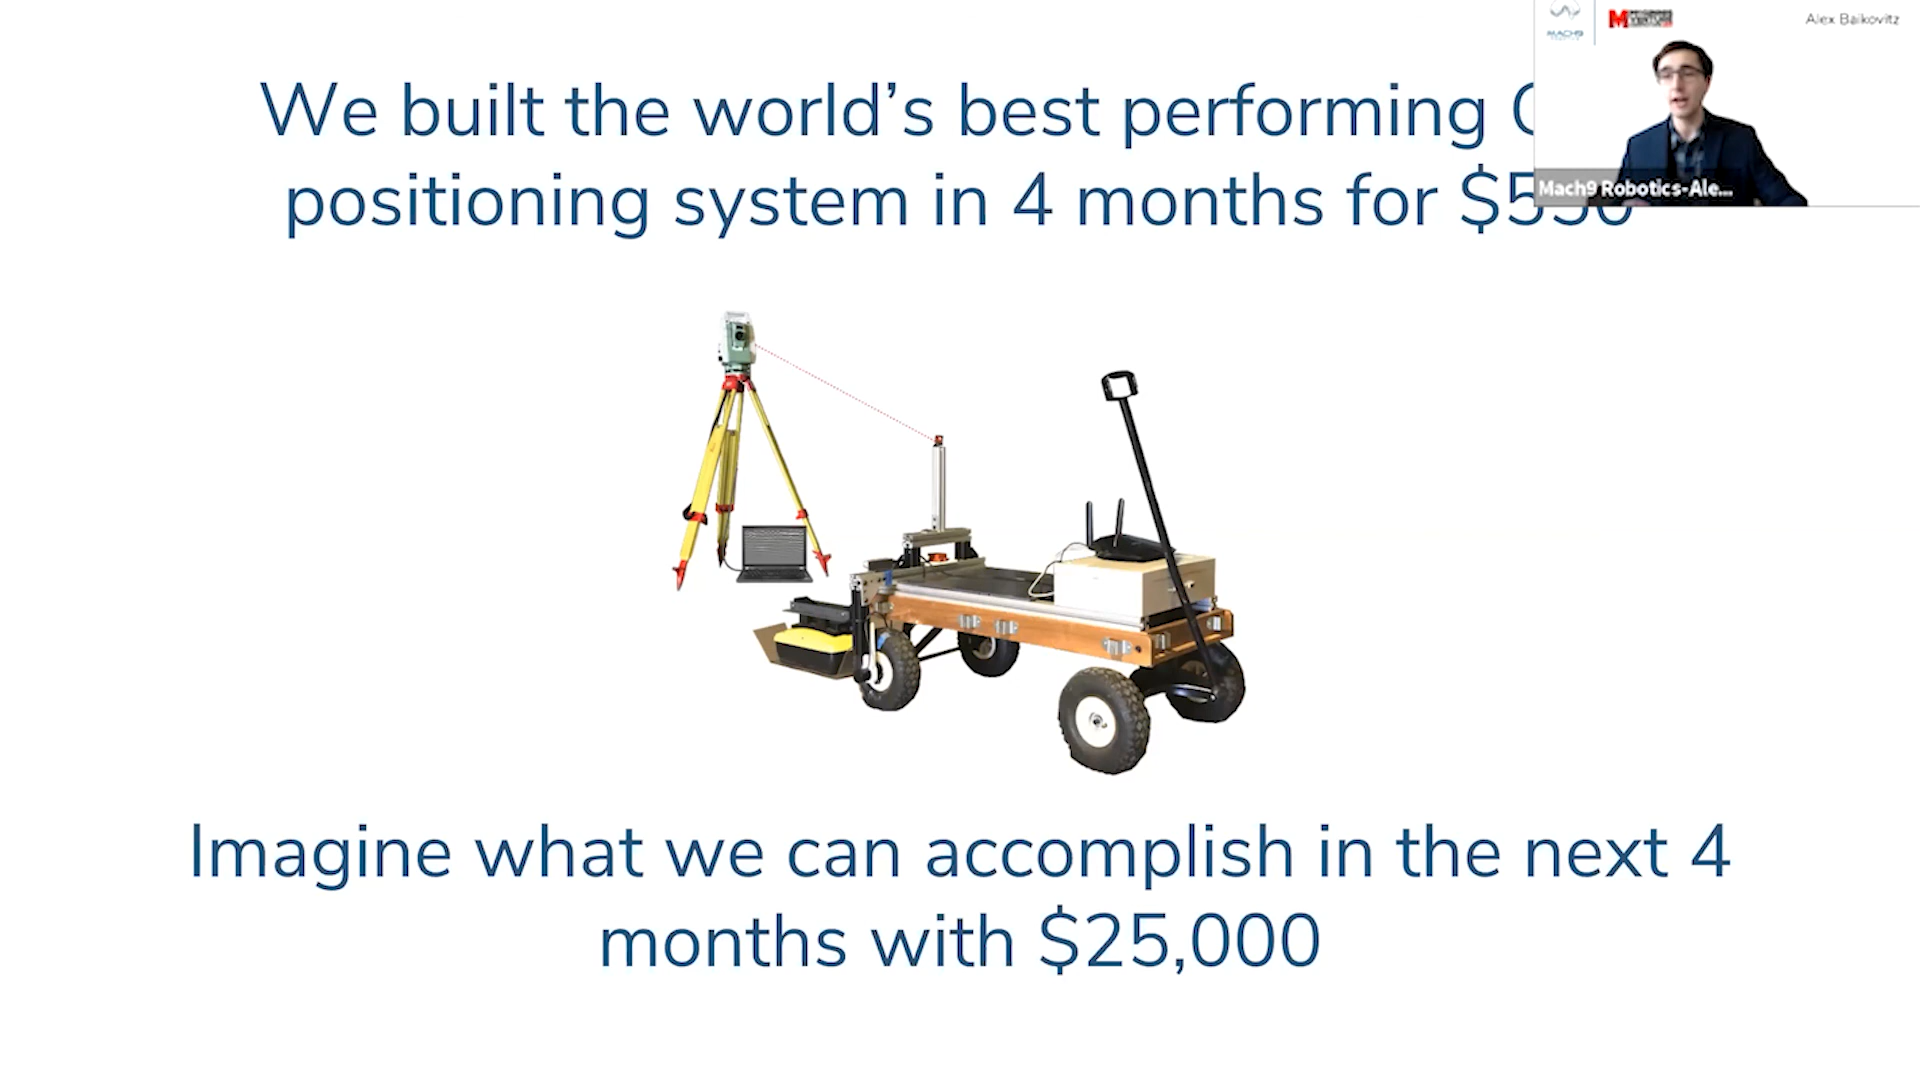 We built the world's best performing
positioning system in 4 months for
Alex Baikovitz
MACH9
Mach9 Robotics-Ale...
Imagine what we can accomplish in the next 4
months with $25,000